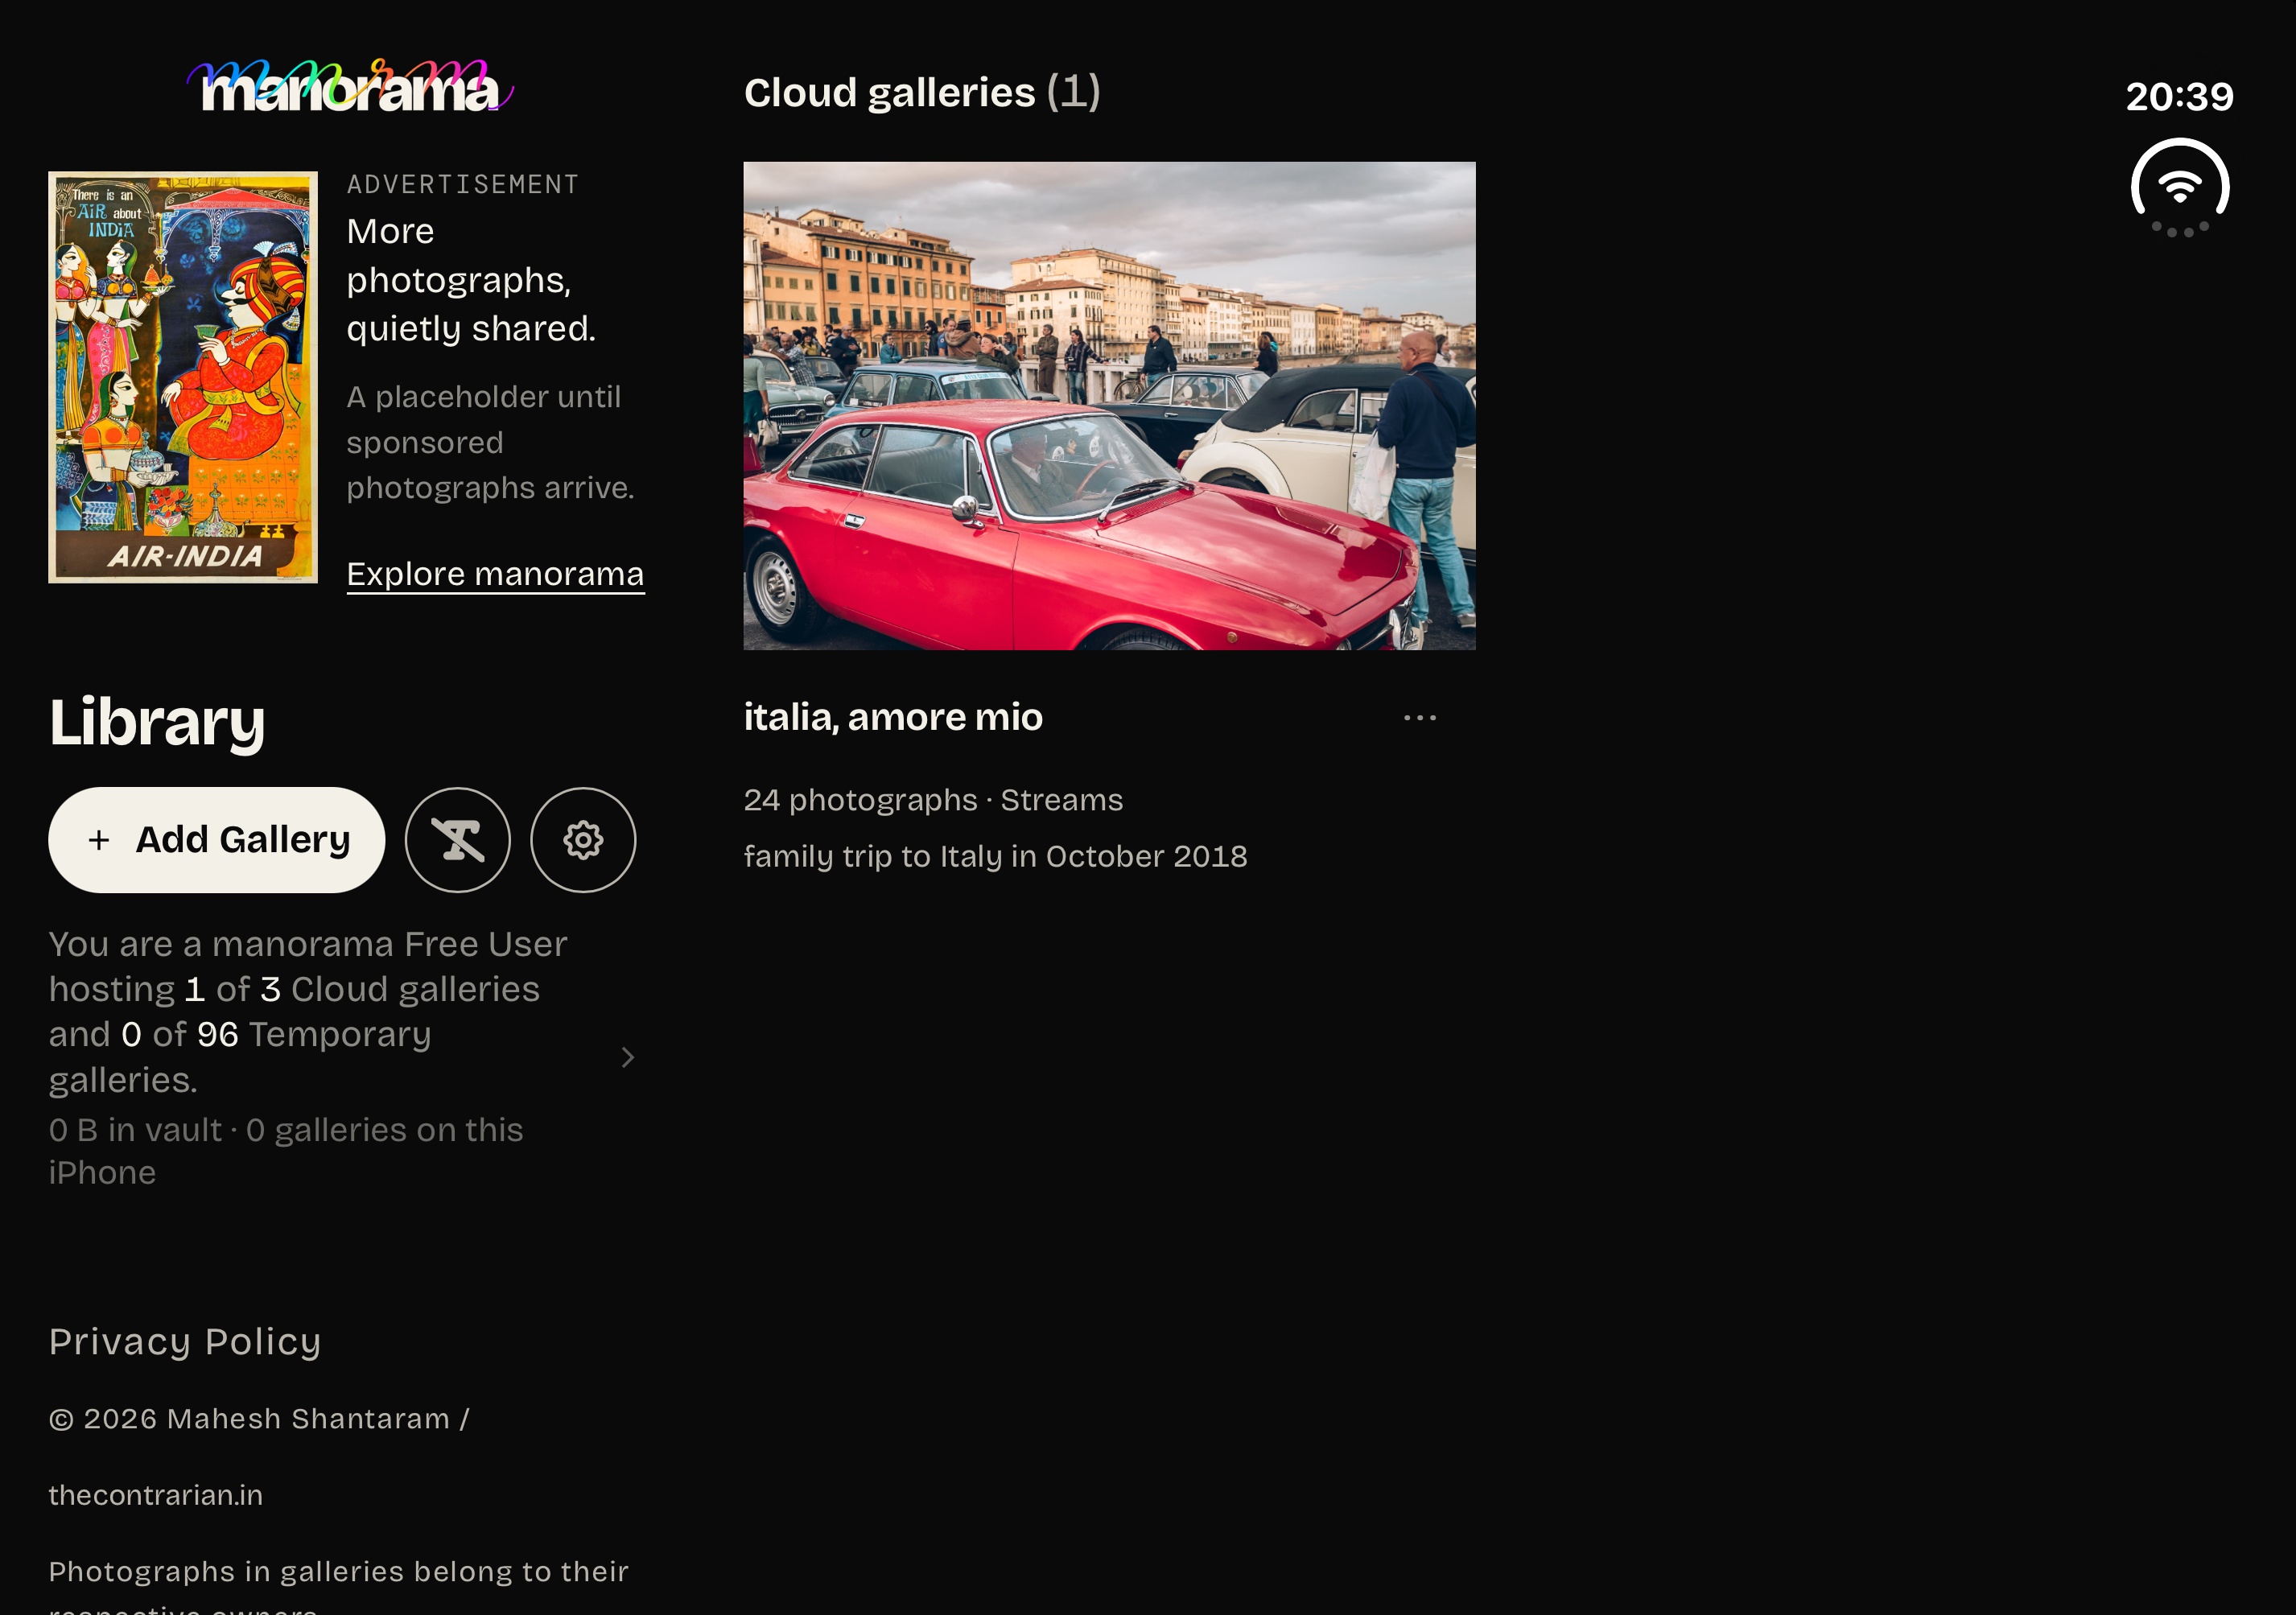 manorama
There is an
AIR about
INDIA
AIR-INDIA
ADVERTISEMENT
More
photographs,
quietly shared.
A placeholder until
sponsored
photographs arrive.
Explore manorama
Library
+ Add Gallery
You are a manorama Free User
hosting 1 of 3 Cloud galleries
and 0 of 96 Temporary
galleries.
0 B in vault · 0 galleries on this
iPhone
Privacy Policy
© 2026 Mahesh Shantaram /
thecontrarian.in
Photographs in galleries belong to their
respective owners
Cloud galleries (1)
italia, amore mio
24 photographs · Streams
family trip to Italy in October 2018
20:39